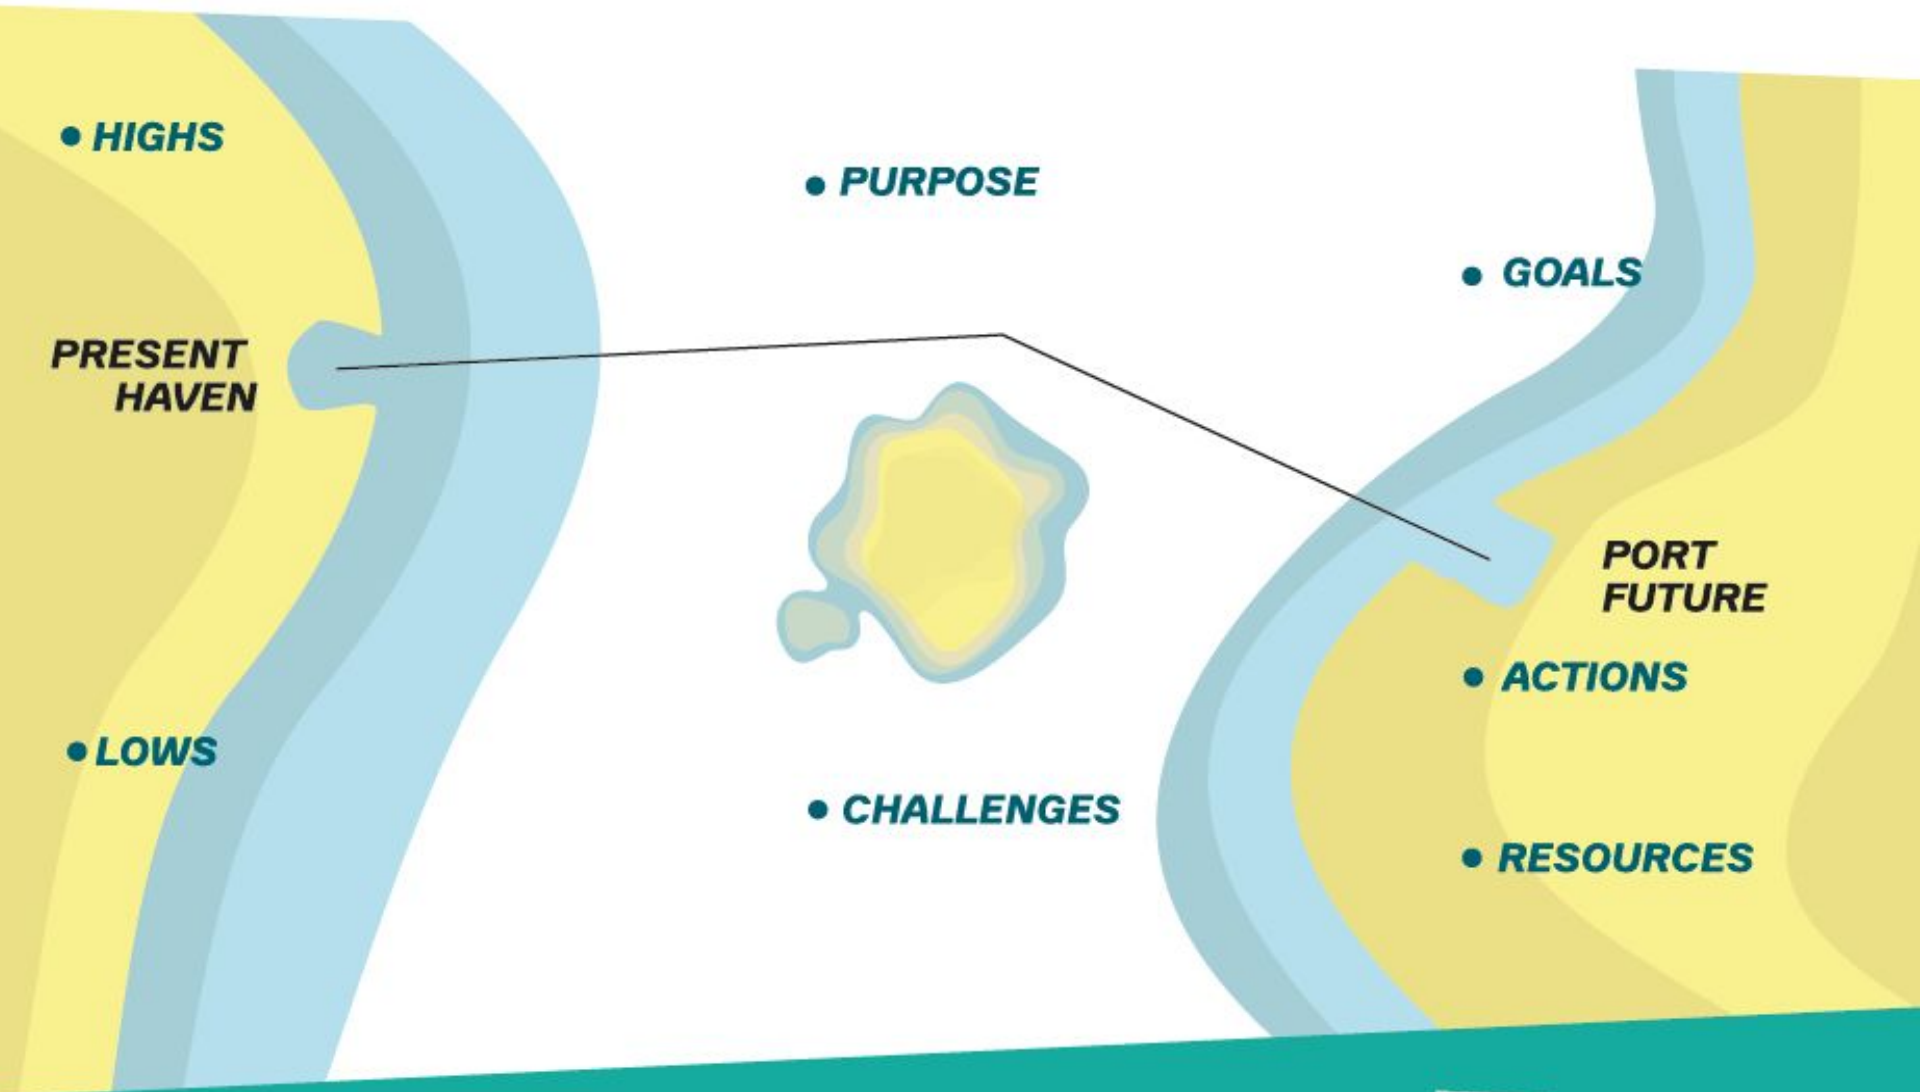 HIGHS
PRESENT
HAVEN
LOWS
PURPOSE
CHALLENGES
GOALS
PORT
FUTURE
ACTIONS
RESOURCES